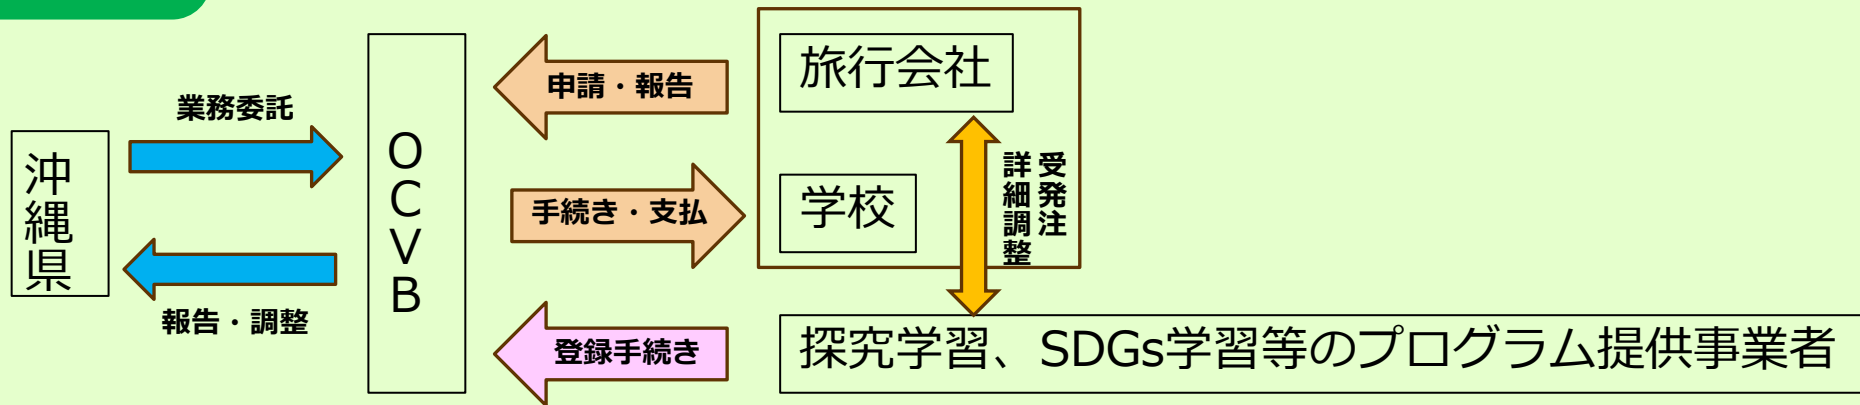 沖縄県
業務委託
報告・調整
OCVB
申請・報告
手続き・支払
登録手続き
旅行会社
学校
受発注
詳細調整
探究学習、SDGs学習等のプログラム提供事業者